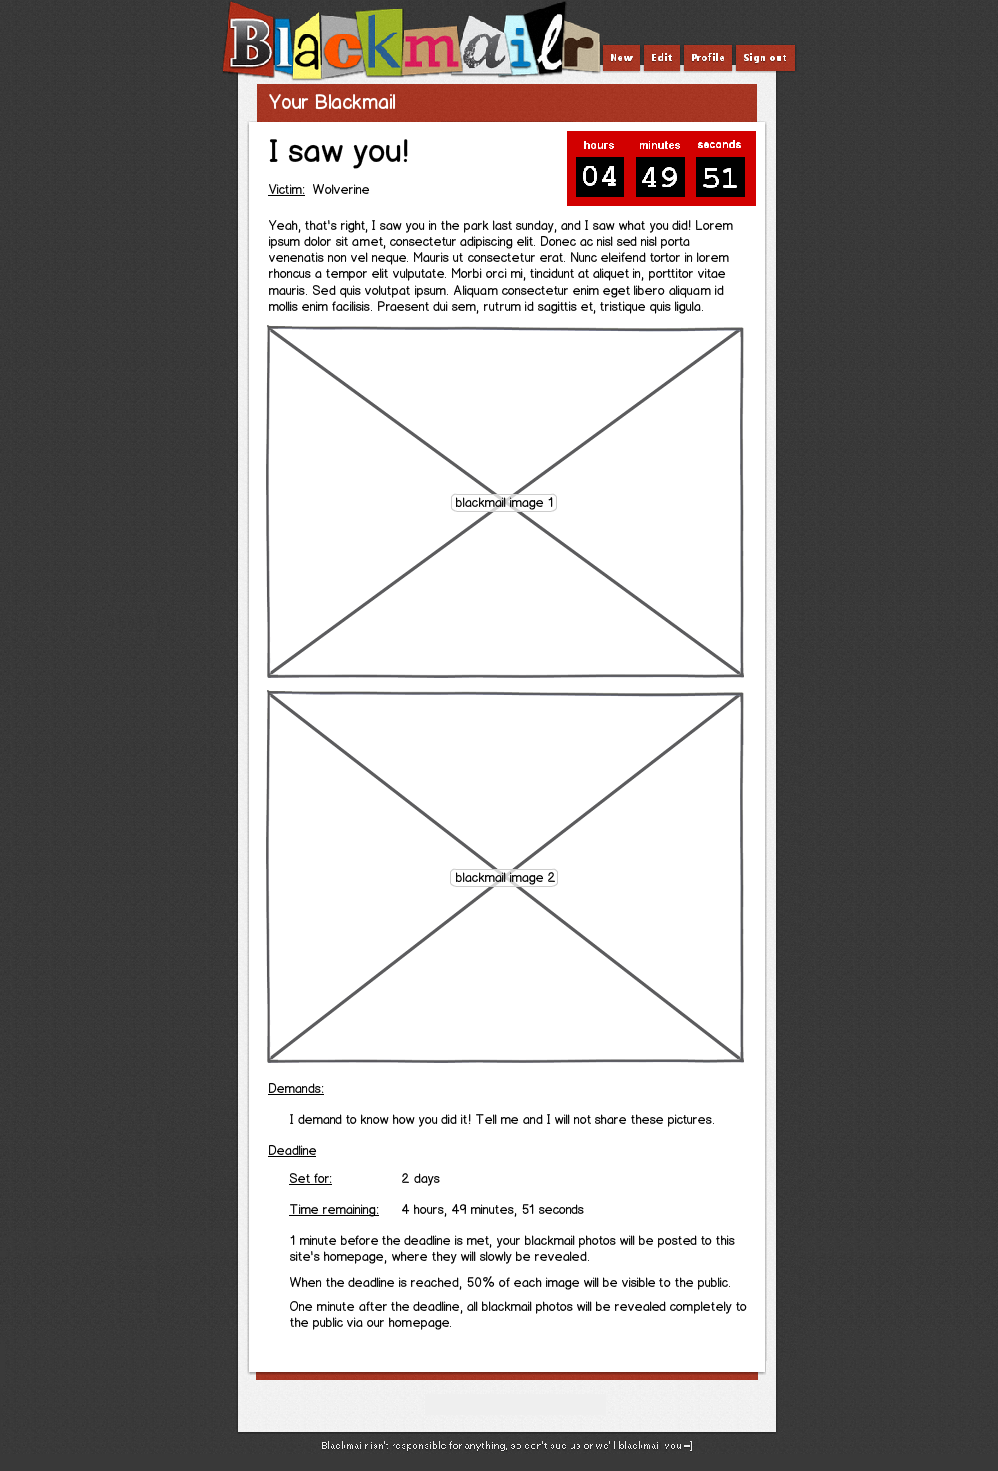 Blackmailr
New Edit Profile Sign out
Your Blackmail
I saw you!
hours minutes seconds
04 49 51
Victim: Wolverine
Yeah, that's right, I saw you in the park last sunday, and I saw what you did! Lorem
ipsum dolor sit amet, consectetur adipiscing elit. Donec ac nisl sed nisl porta
venenatis non vel neque. Mauris ut consectetur erat. Nunc eleifend tortor in lorem
rhoncus a tempor elit vulputate. Morbi orci mi, tincidunt at aliquet in, porttitor vitae
mauris. Sed quis volutpat ipsum. Aliquam consectetur enim eget libero aliquam id
mollis enim facilisis. Praesent dui sem, rutrum id sagittis et, tristique quis ligula.
blackmail image 1
blackmail image 2
Demands:
I demand to know how you did it! Tell me and I will not share these pictures.
Deadline
Set for: 2 days
Time remaining: 4 hours, 49 minutes, 51 seconds
1 minute before the deadline is met, your blackmail photos will be posted to this
site's homepage, where they will slowly be revealed.
When the deadline is reached, 50% of each image will be visible to the public.
One minute after the deadline, all blackmail photos will be revealed completely to
the public via our homepage.
Blackmailr isn't responsible for anything, so don't sue us or we'll blackmail you =]